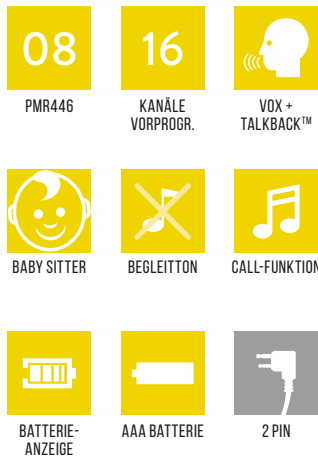 08
16
PMR446
KANÄLE
VORPROGR.
VOX +
TALKBACK™
BABY SITTER
BEGLEITTON
CALL-FUNKTION
BATTERIE-
ANZEIGE
AAA BATTERIE
2 PIN